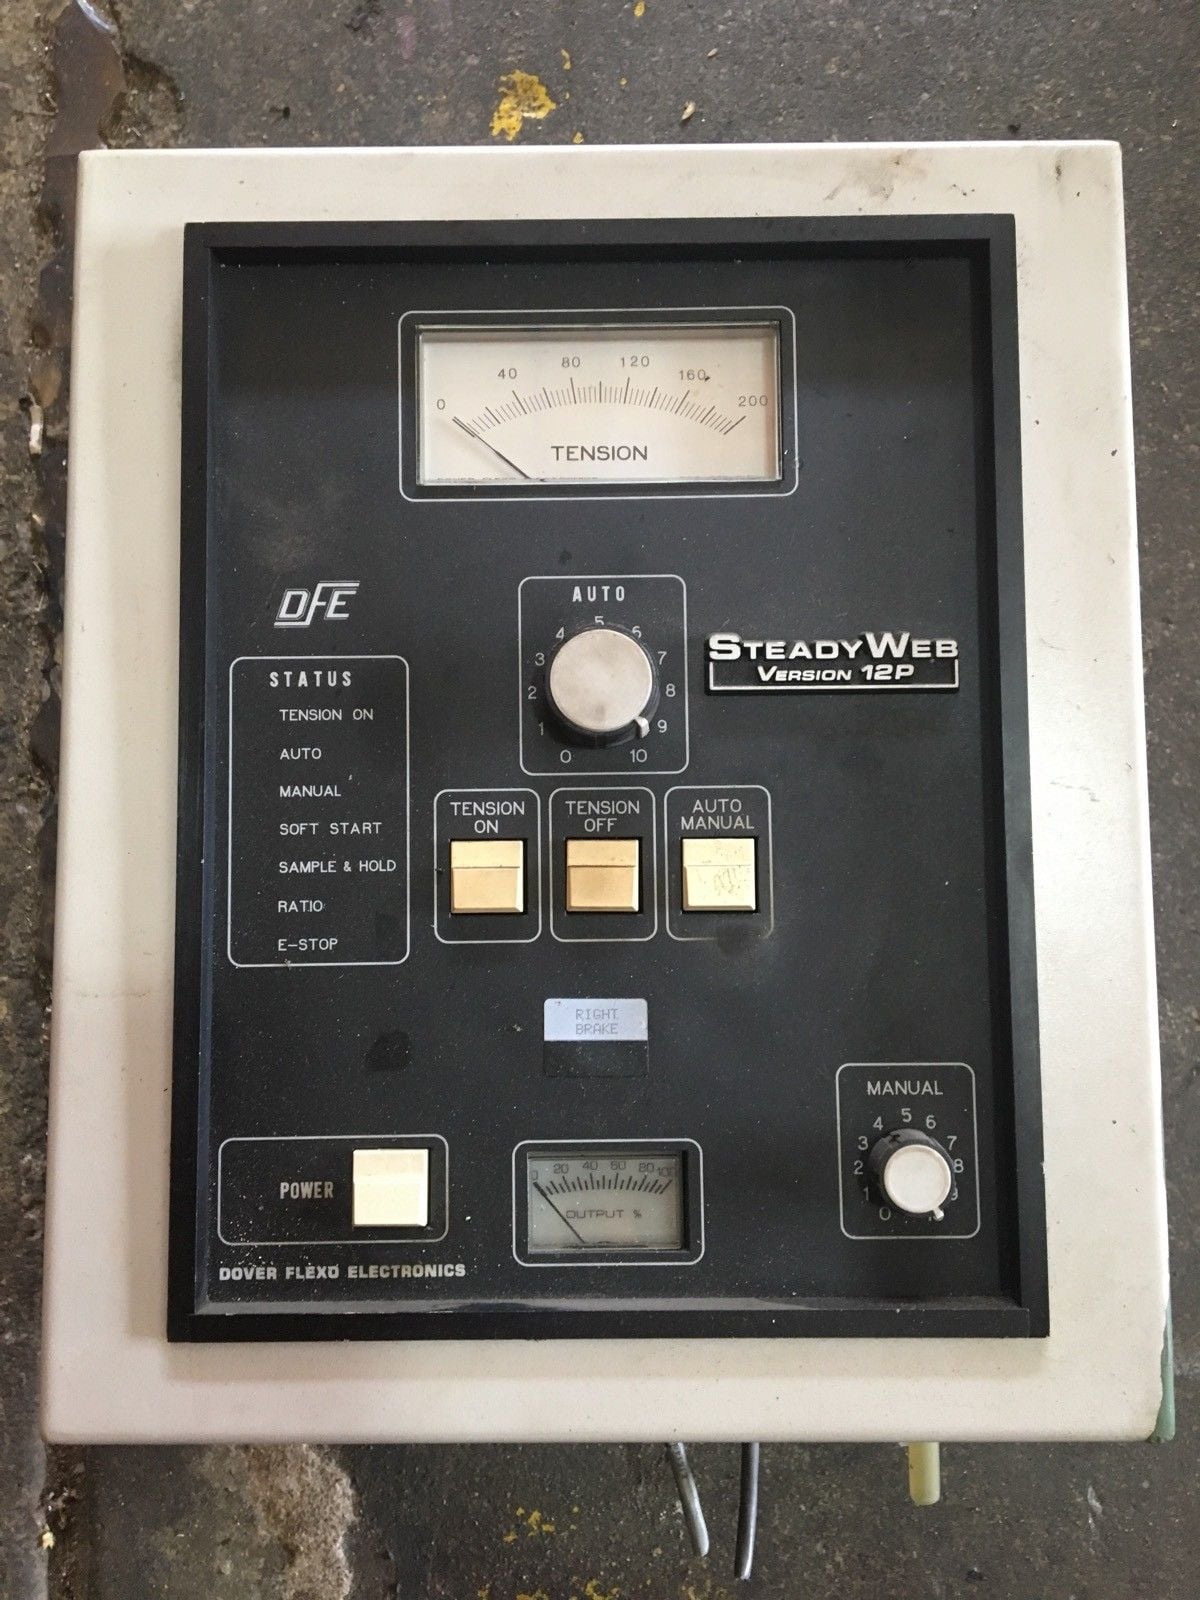 0 40 80 120 160 200
TENSION
DFE
AUTO
0 1 2 3 4 5 6 7 8 9 10
STEADYWEB
VERSION 12P
STATUS
TENSION ON
AUTO
MANUAL
SOFT START
SAMPLE & HOLD
RATIO
E-STOP
TENSION
ON
TENSION
OFF
AUTO
MANUAL
RIGHT
BRAKE
POWER
0 20 40 60 80 100
OUTPUT %
MANUAL
0 1 2 3 4 5 6 7 8 9
DOVER FLEXO ELECTRONICS